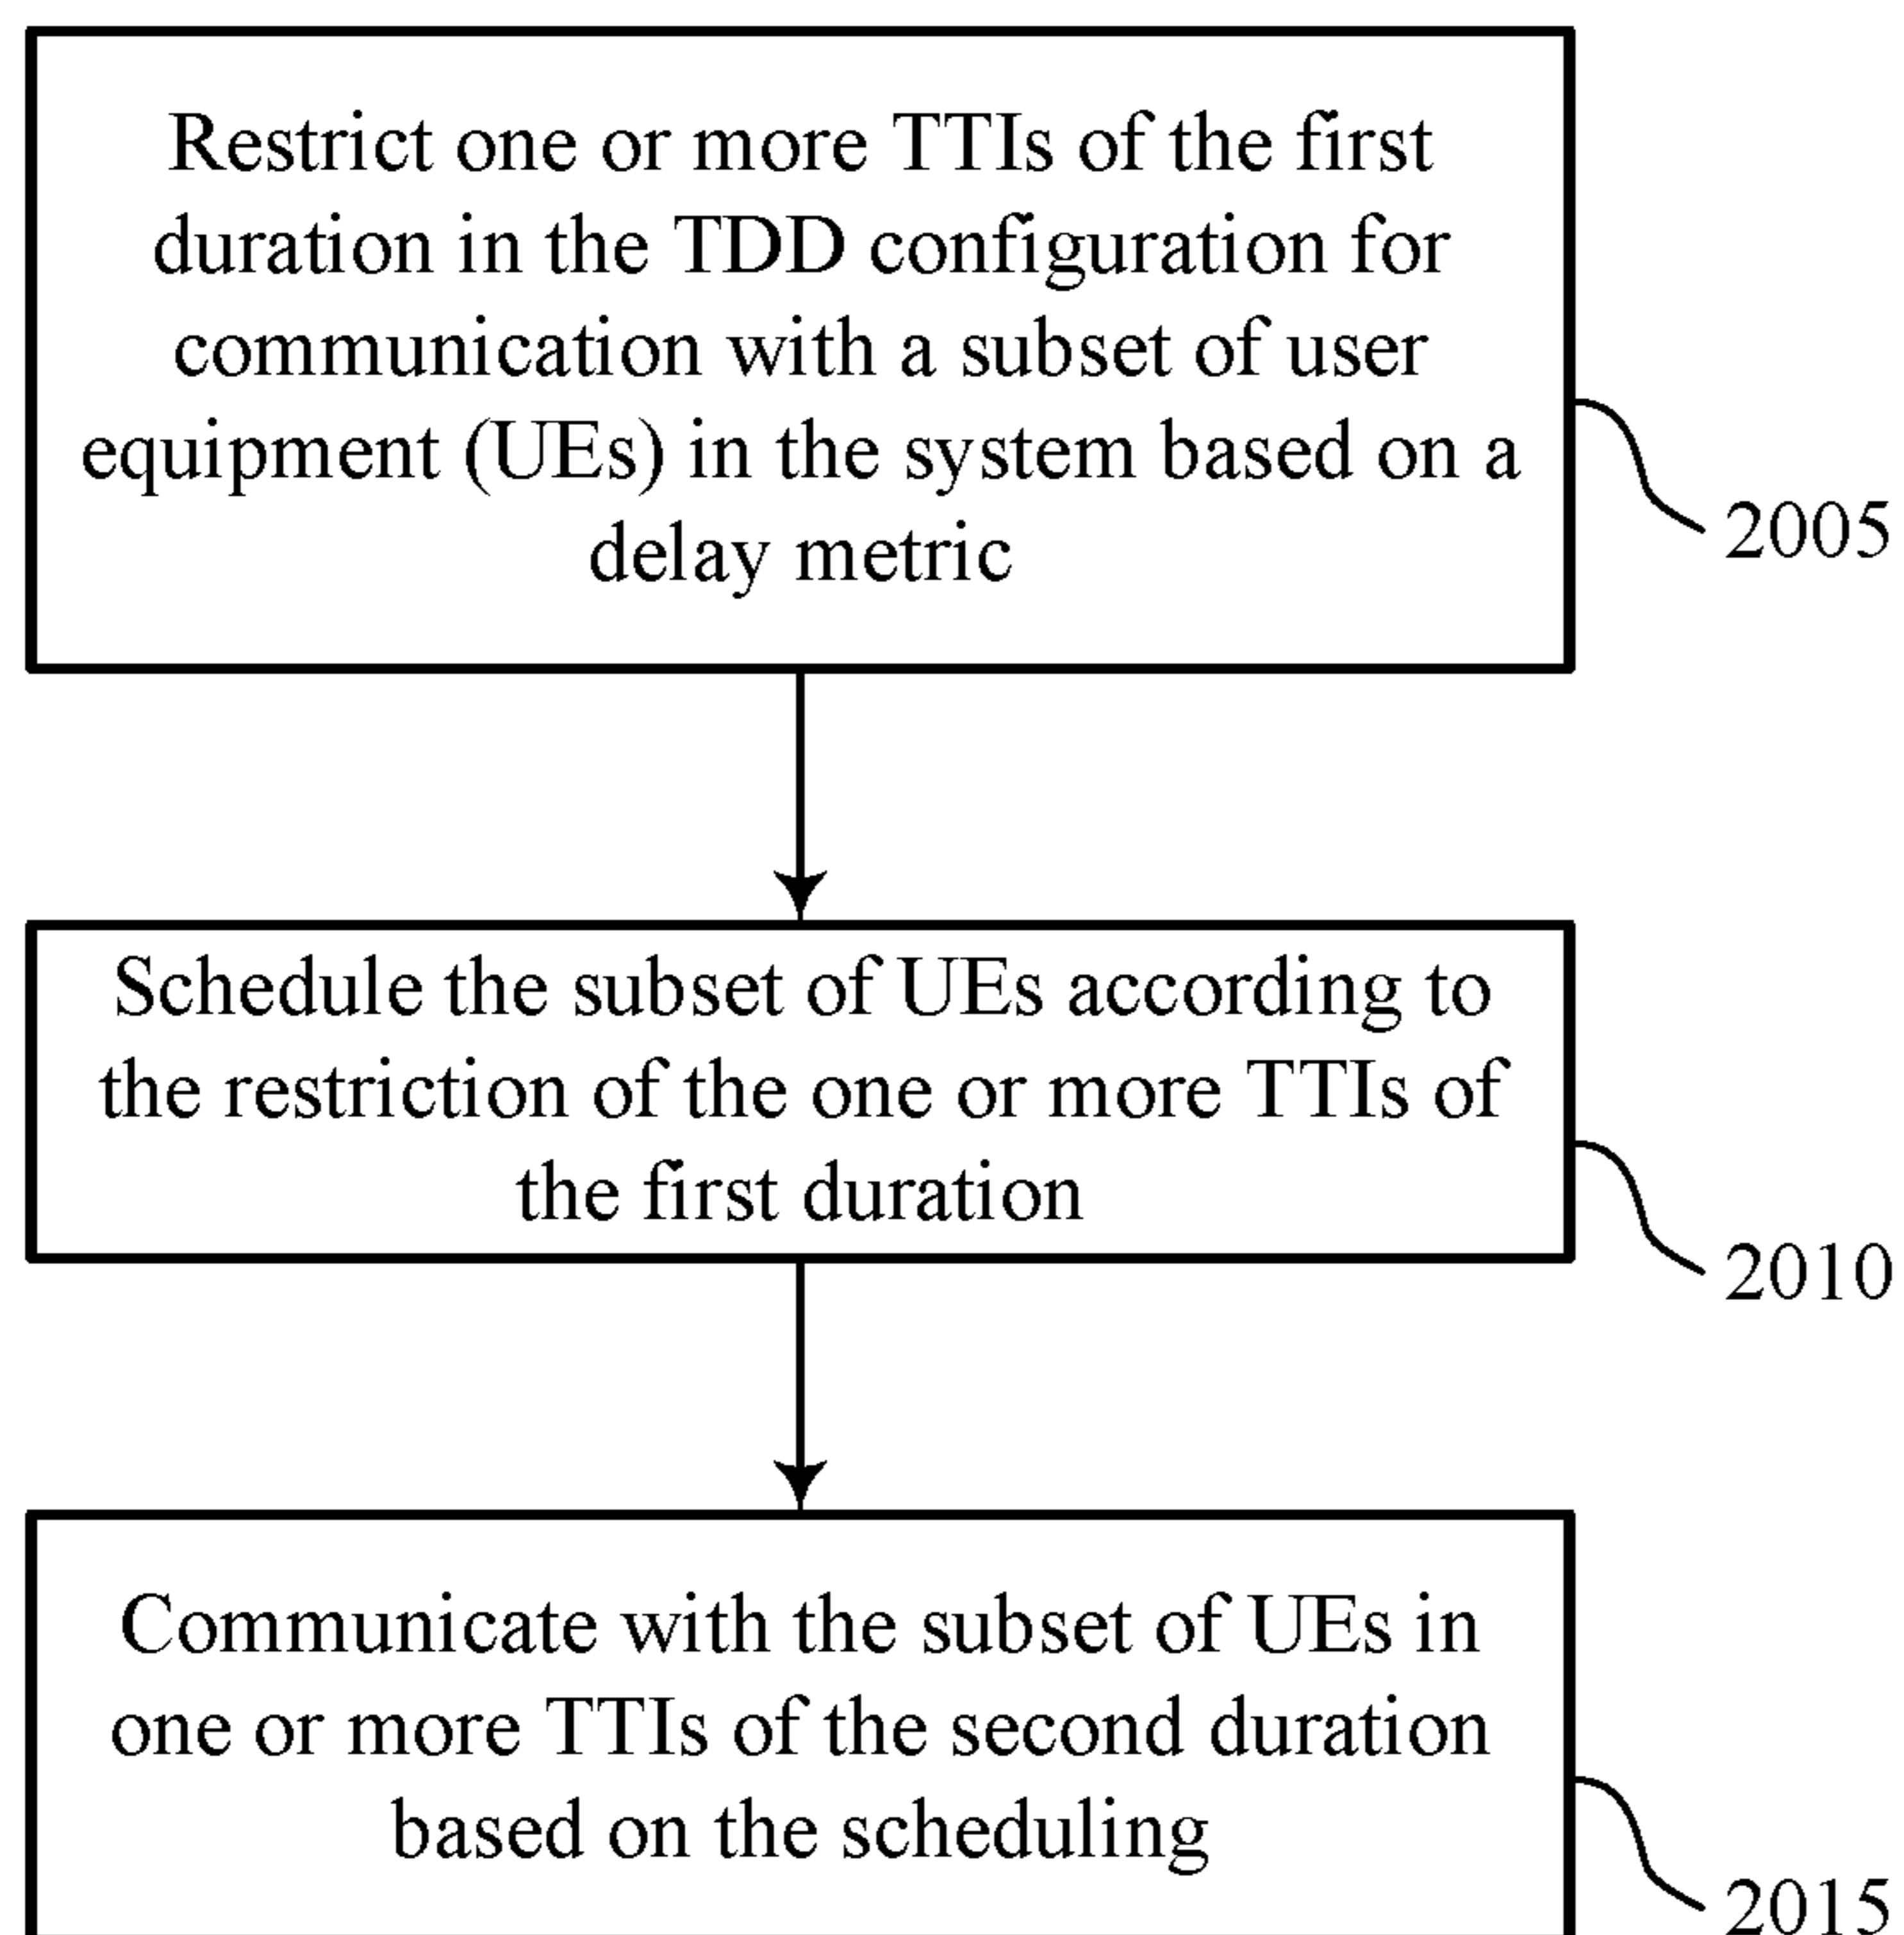 Restrict one or more TTIs of the first
duration in the TDD configuration for
communication with a subset of user
equipment (UEs) in the system based on a
delay metric
2005
Schedule the subset of UEs according to
the restriction of the one or more TTIs of
the first duration
2010
Communicate with the subset of UEs in
one or more TTIs of the second duration
based on the scheduling
2015